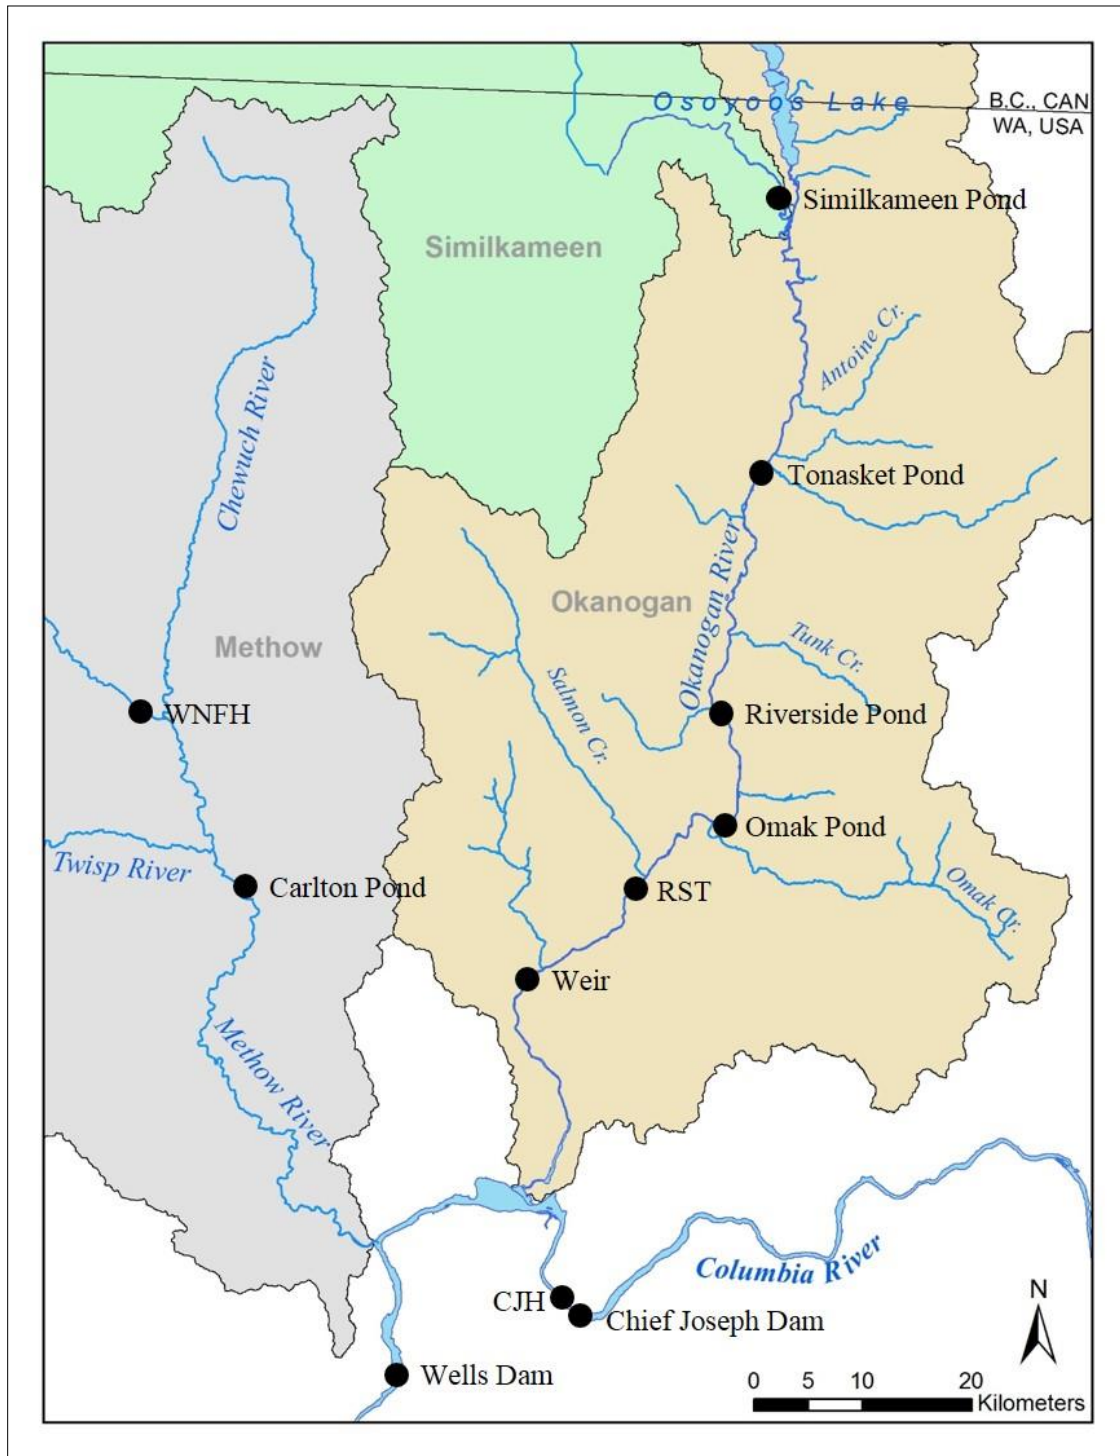 Osoyoos Lake
B.C., CAN
WA, USA
Similkameen Pond
Similkameen
Antoine Cr.
Chewuch River
Tonasket Pond
Okanogan River
Okanogan
Methow
Tunk Cr.
Salmon Cr.
WNFH
Riverside Pond
Omak Pond
Twisp River
Carlton Pond
RST
Omak Cr.
Weir
Methow River
Columbia River
CJH
Chief Joseph Dam
N
Wells Dam
0 5 10 20
Kilometers